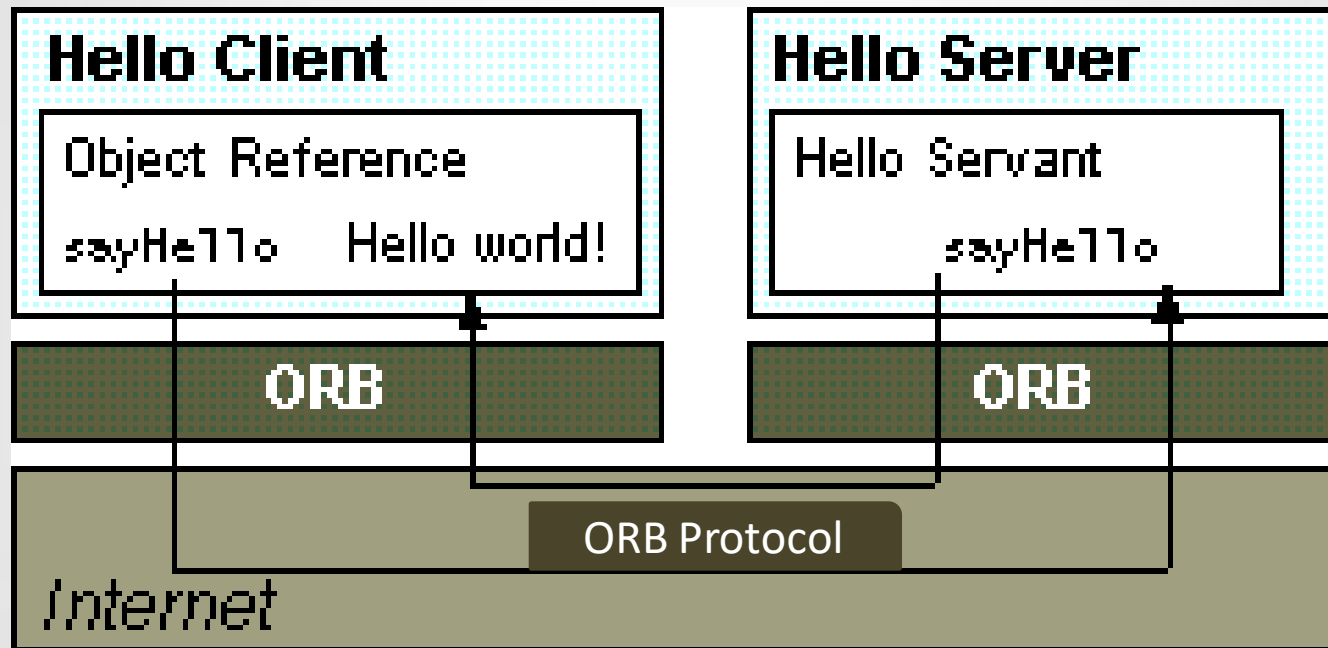 Hello Client
Object Reference
sayHello Hello world!
ORB
Hello Server
Hello Servant
sayHello
ORB
ORB Protocol
Internet